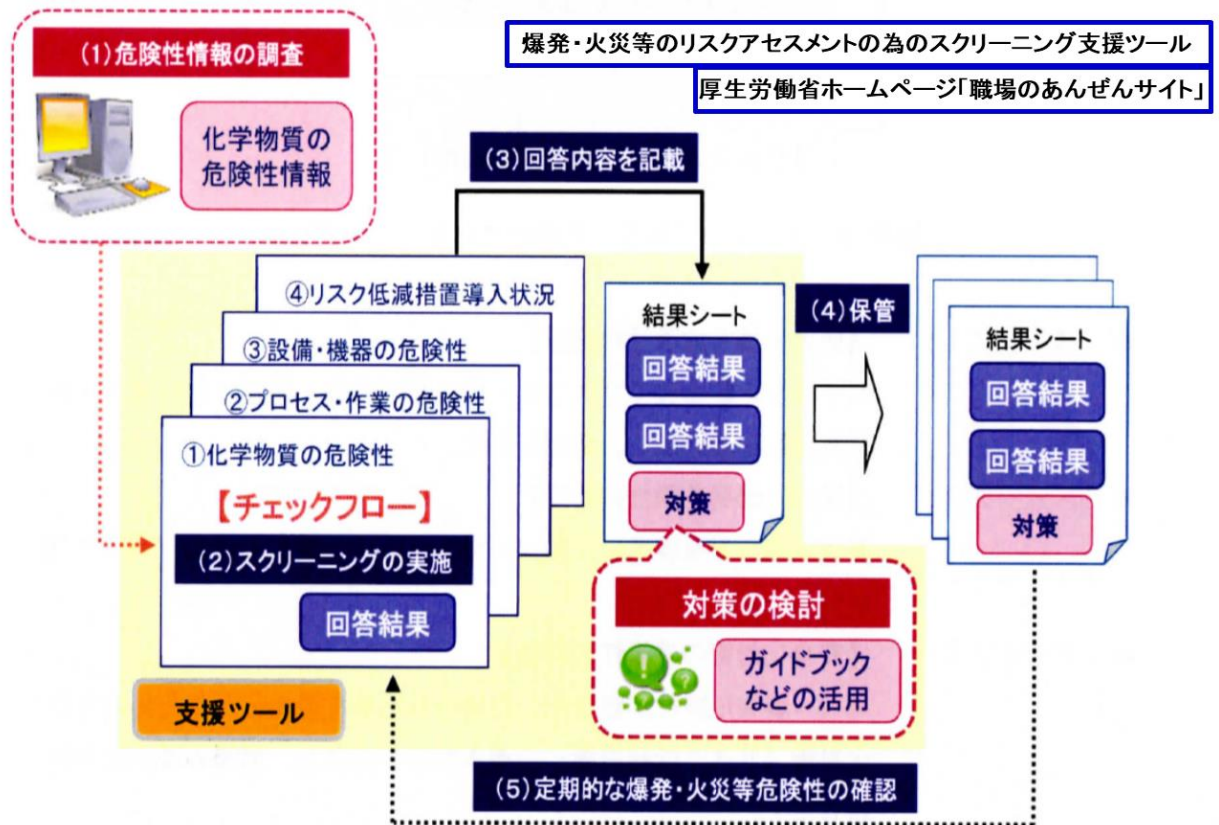 爆発・火災等のリスクアセスメントの為のスクリーニング支援ツール
厚生労働省ホームページ「職場のあんぜんサイト」
(1)危険性情報の調査
化学物質の
危険性情報
(3)回答内容を記載
④リスク低減措置導入状況
③設備・機器の危険性
②プロセス・作業の危険性
①化学物質の危険性
【チェックフロー】
(2)スクリーニングの実施
回答結果
支援ツール
結果シート
回答結果
回答結果
対策
(4)保管
結果シート
回答結果
回答結果
対策
対策の検討
ガイドブック
などの活用
(5)定期的な爆発・火災等危険性の確認